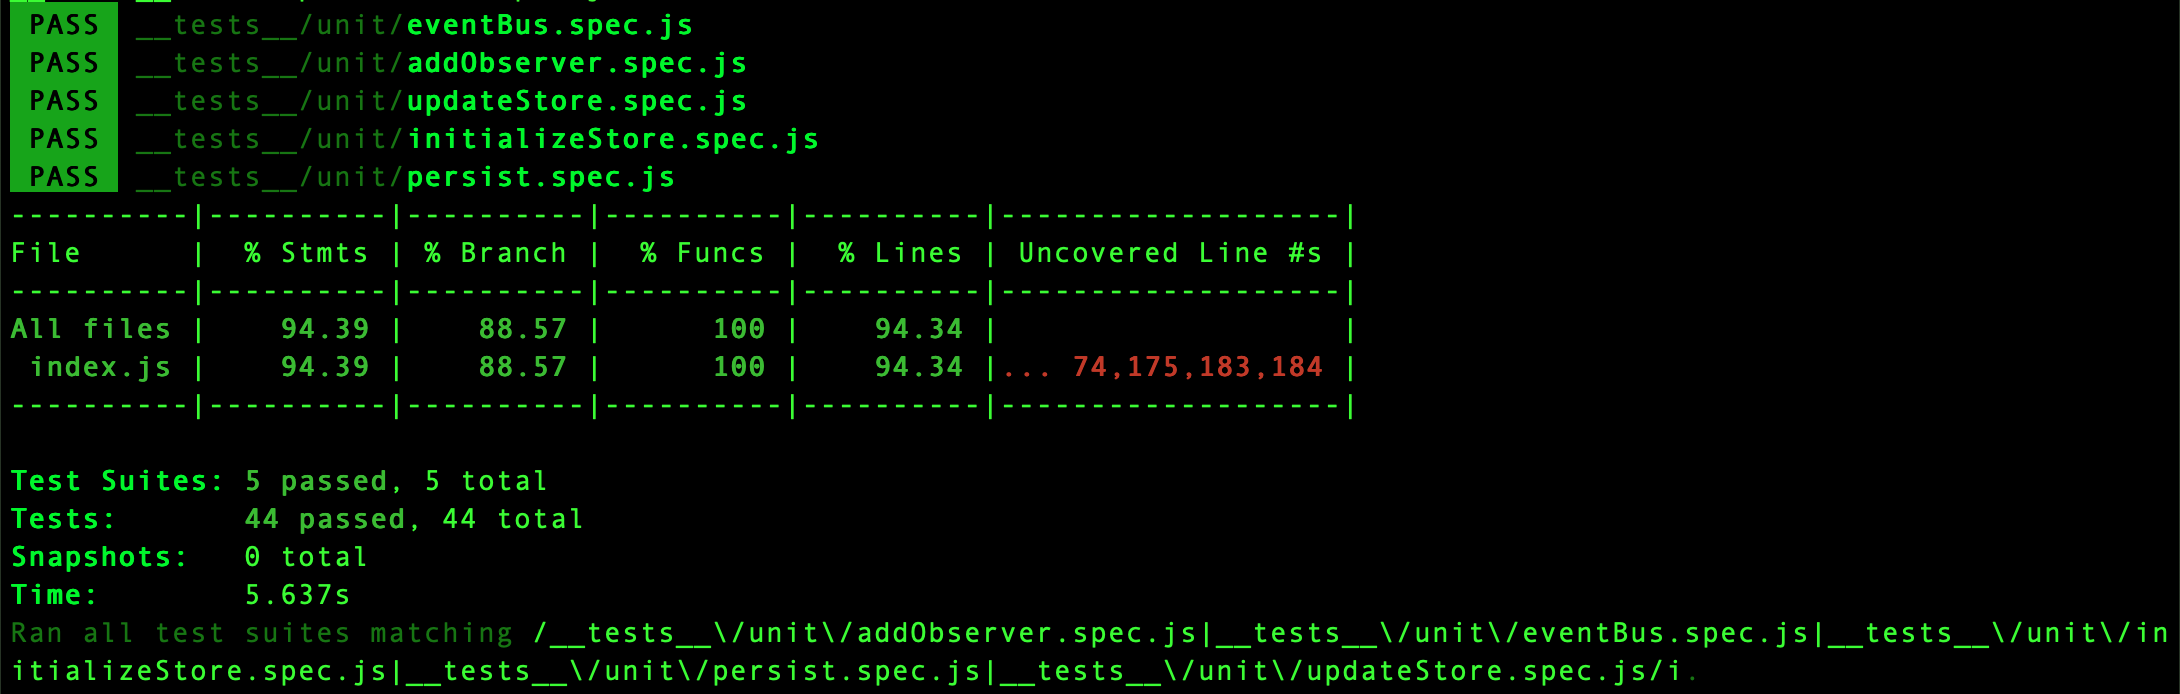 PASS __tests__/unit/eventBus.spec.js
PASS __tests__/unit/addObserver.spec.js
PASS __tests__/unit/updateStore.spec.js
PASS __tests__/unit/initializeStore.spec.js
PASS __tests__/unit/persist.spec.js
----------|----------|----------|----------|----------|-------------------|
File      |  % Stmts | % Branch |  % Funcs |  % Lines | Uncovered Line #s |
----------|----------|----------|----------|----------|-------------------|
All files |    94.39 |    88.57 |      100 |    94.34 |                   |
 index.js |    94.39 |    88.57 |      100 |    94.34 |... 74,175,183,184 |
----------|----------|----------|----------|----------|-------------------|
Test Suites: 5 passed, 5 total
Tests:       44 passed, 44 total
Snapshots:   0 total
Time:        5.637s
Ran all test suites matching /__tests__\/unit\/addObserver.spec.js|__tests__\/unit\/eventBus.spec.js|__tests__\/unit\/in
itializeStore.spec.js|__tests__\/unit\/persist.spec.js|__tests__\/unit\/updateStore.spec.js/i.